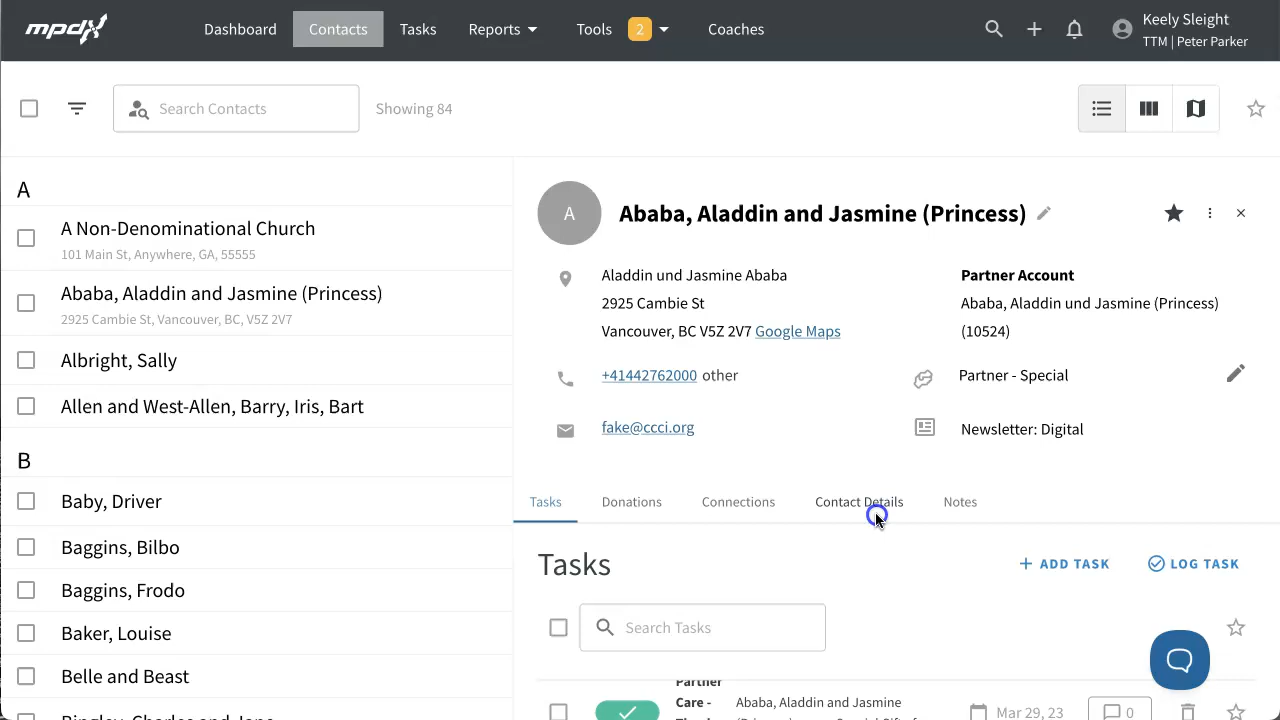 mpdx
Dashboard
Contacts
Tasks
Reports
Tools
2
Coaches
Keely Sleight
TTM | Peter Parker
Search Contacts
Showing 84
A
A Non-Denominational Church
101 Main St, Anywhere, GA, 55555
Ababa, Aladdin and Jasmine (Princess)
2925 Cambie St, Vancouver, BC, V5Z 2V7
Albright, Sally
Allen and West-Allen, Barry, Iris, Bart
B
Baby, Driver
Baggins, Bilbo
Baggins, Frodo
Baker, Louise
Belle and Beast
A
Ababa, Aladdin and Jasmine (Princess)
Aladdin und Jasmine Ababa
2925 Cambie St
Vancouver, BC V5Z 2V7 Google Maps
+41442762000 other
fake@ccci.org
Partner Account
Ababa, Aladdin und Jasmine (Princess)
(10524)
Partner - Special
Newsletter: Digital
Tasks
Donations
Connections
Contact Details
Notes
Tasks
ADD TASK
LOG TASK
Search Tasks
Partner
Care -
Ababa, Aladdin and Jasmine
Mar 29, 23
0